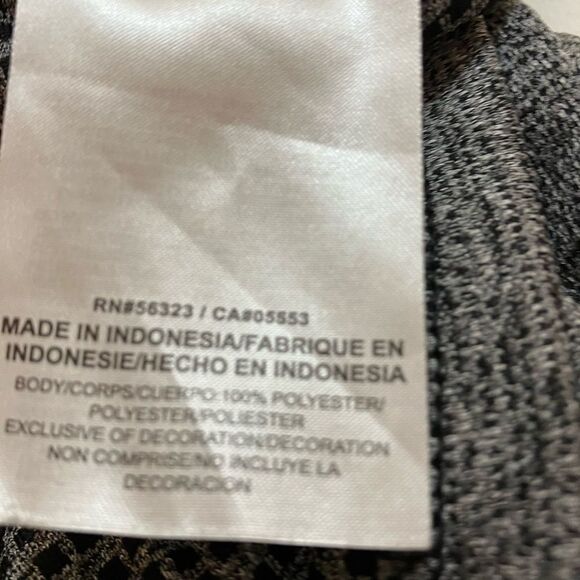 RN#56323 / CA#05553
MADE IN INDONESIA/FABRIQUE EN
INDONESIE/HECHO EN INDONESIA
BODY/CORPS/CUERPO:100% POLYESTER/
POLYESTER/POLIESTER
EXCLUSIVE OF DECORATION/DECORATION
NON COMPRISE/NO INCLUYE LA
DECORACION